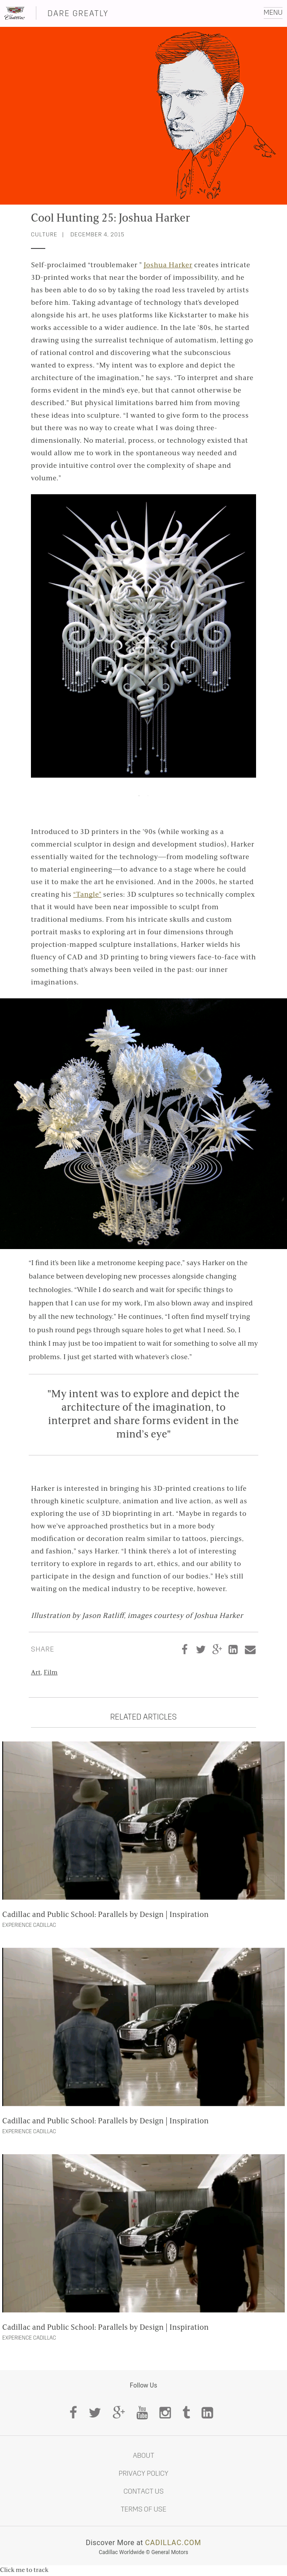 Cadillac
DARE GREATLY
MENU
Cool Hunting 25: Joshua Harker
CULTURE | DECEMBER 4, 2015
Self-proclaimed “troublemaker ” Joshua Harker creates intricate
3D-printed works that near the border of impossibility, and
has been able to do so by taking the road less traveled by artists
before him. Taking advantage of technology that’s developed
alongside his art, he uses platforms like Kickstarter to make his
works accessible to a wider audience. In the late ’80s, he started
drawing using the surrealist technique of automatism, letting go
of rational control and discovering what the subconscious
wanted to express. “My intent was to explore and depict the
architecture of the imagination,” he says. “To interpret and share
forms evident in the mind’s eye, but that cannot otherwise be
described.” But physical limitations barred him from moving
these ideas into sculpture. “I wanted to give form to the process
but there was no way to create what I was doing three-
dimensionally. No material, process, or technology existed that
would allow me to work in the spontaneous way needed and
provide intuitive control over the complexity of shape and
volume.”
Introduced to 3D printers in the ’90s (while working as a
commercial sculptor in design and development studios), Harker
essentially waited for the technology—from modeling software
to material engineering—to advance to a stage where he could
use it to make the art he envisioned. And in the 2000s, he started
creating his “Tangle” series: 3D sculptures so technically complex
that it would have been near impossible to sculpt from
traditional mediums. From his intricate skulls and custom
portrait masks to exploring art in four dimensions through
projection-mapped sculpture installations, Harker wields his
fluency of CAD and 3D printing to bring viewers face-to-face with
something that’s always been veiled in the past: our inner
imaginations.
“I find it’s been like a metronome keeping pace,” says Harker on the
balance between developing new processes alongside changing
technologies. “While I do search and wait for specific things to
happen that I can use for my work, I’m also blown away and inspired
by all the new technology.” He continues, “I often find myself trying
to push round pegs through square holes to get what I need. So, I
think I may just be too impatient to wait for something to solve all my
problems. I just get started with whatever’s close.”
"My intent was to explore and depict the
architecture of the imagination, to
interpret and share forms evident in the
mind's eye"
Harker is interested in bringing his 3D-printed creations to life
through kinetic sculpture, animation and live action, as well as
exploring the use of 3D bioprinting in art. “Maybe in regards to
how we’ve approached prosthetics but in a more body
modification or decoration realm similar to tattoos, piercings,
and fashion,” says Harker. “I think there’s a lot of interesting
territory to explore in regards to art, ethics, and our ability to
participate in the design and function of our bodies.” He’s still
waiting on the medical industry to be receptive, however.
Illustration by Jason Ratliff, images courtesy of Joshua Harker
SHARE
Art, Film
RELATED ARTICLES
Cadillac and Public School: Parallels by Design | Inspiration
EXPERIENCE CADILLAC
Cadillac and Public School: Parallels by Design | Inspiration
EXPERIENCE CADILLAC
Cadillac and Public School: Parallels by Design | Inspiration
EXPERIENCE CADILLAC
Follow Us
ABOUT
PRIVACY POLICY
CONTACT US
TERMS OF USE
Discover More at CADILLAC.COM
Cadillac Worldwide © General Motors
Click me to track